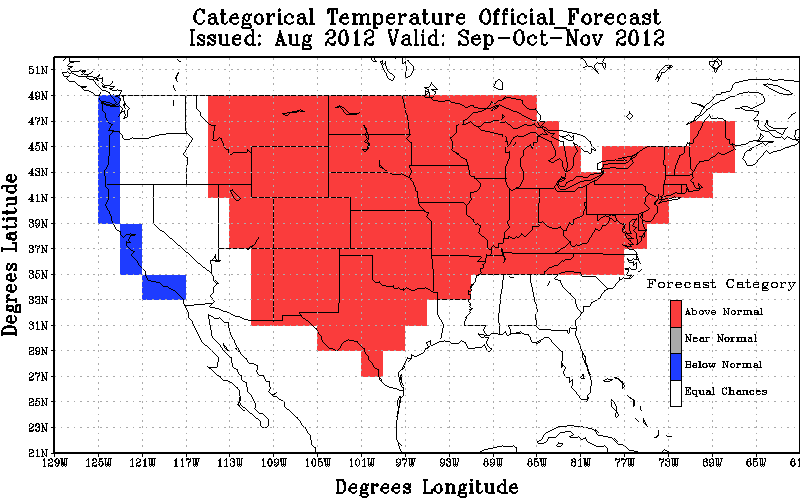 Categorical Temperature Official Forecast
Issued: Aug 2012 Valid: Sep-Oct-Nov 2012
51N
49N
47N
45N
43N
41N
39N
37N
35N
33N
31N
29N
27N
25N
23N
21N
Degrees Latitude
Forecast Category
Above Normal
Near Normal
Below Normal
Equal Chances
129W 125W 121W 117W 113W 109W 105W 101W 97W 93W 89W 85W 81W 77W 73W 69W 65W 61
Degrees Longitude